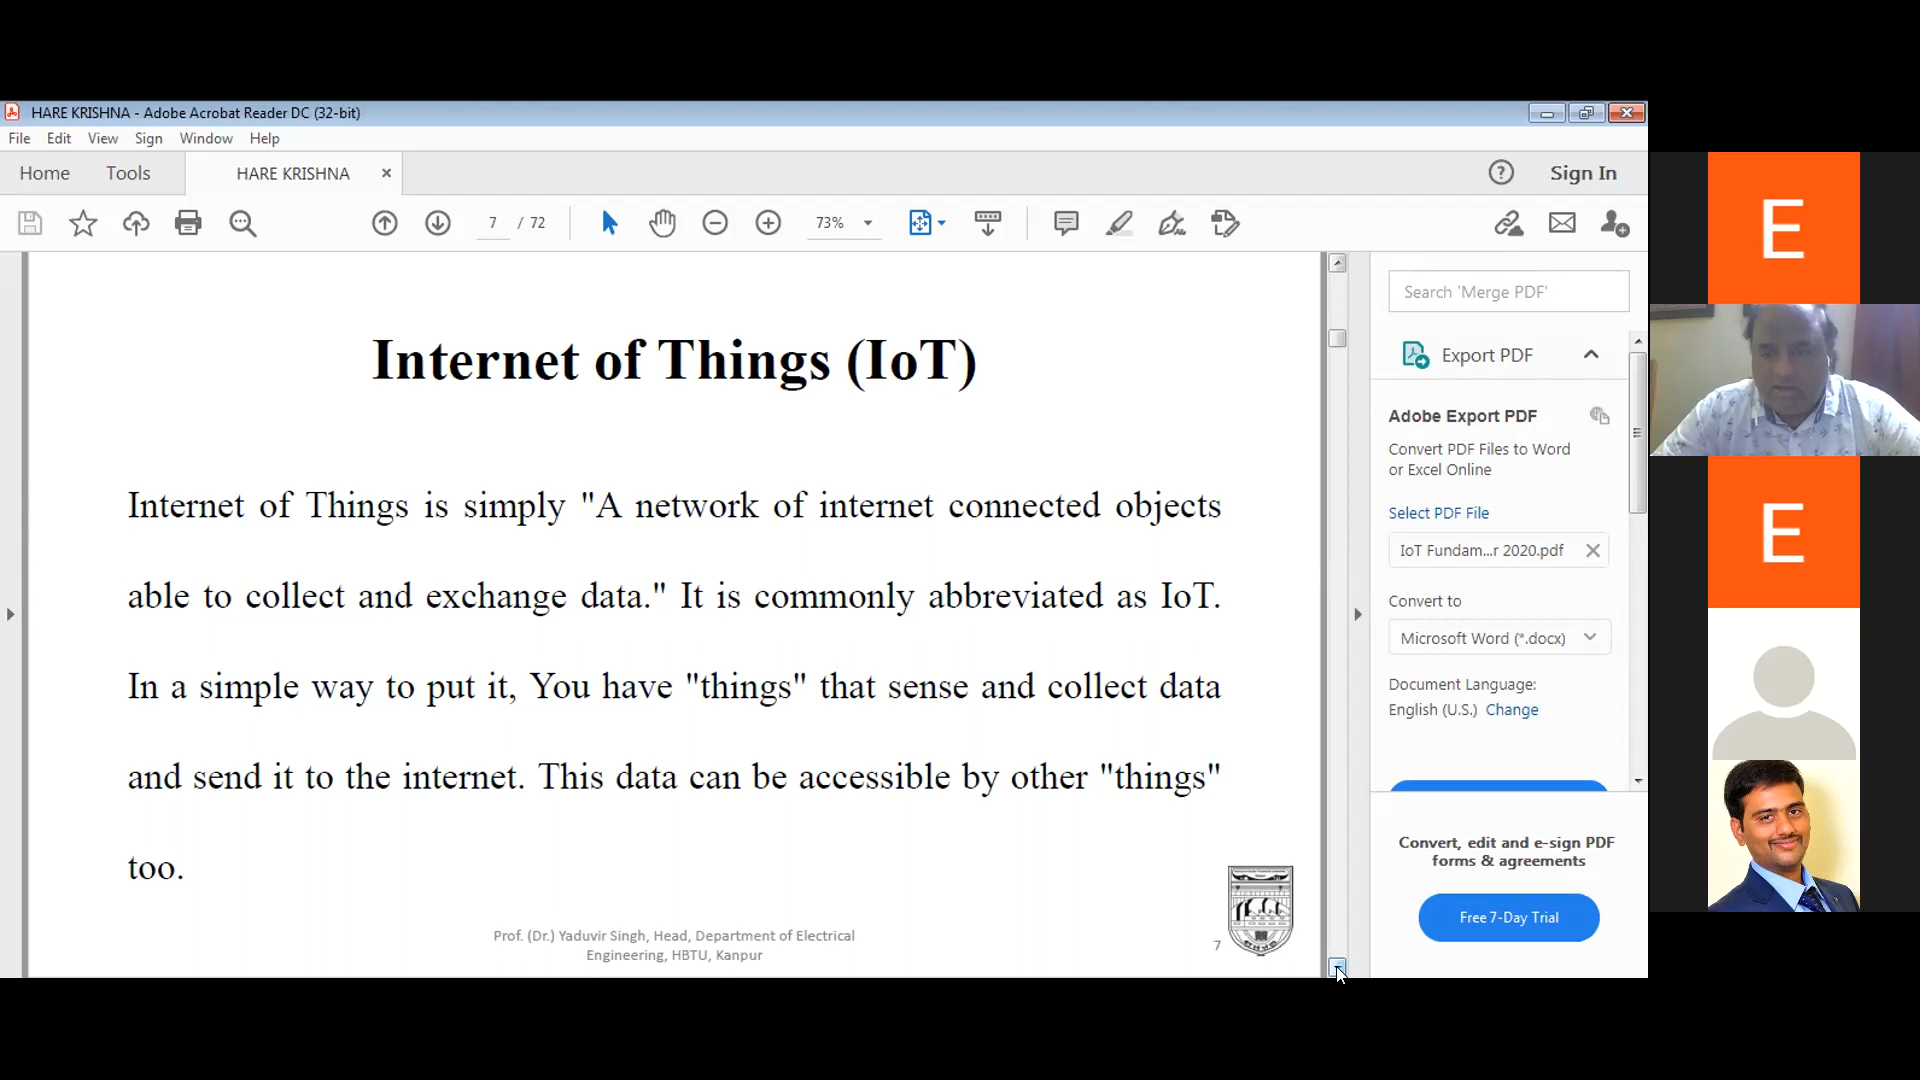 HARE KRISHNA - Adobe Acrobat Reader DC (32-bit)
File Edit View Sign Window Help
Home Tools HARE KRISHNA Sign In
7 / 72 73%
Internet of Things (IoT)
Internet of Things is simply "A network of internet connected objects
able to collect and exchange data." It is commonly abbreviated as IoT.
In a simple way to put it, You have "things" that sense and collect data
and send it to the internet. This data can be accessible by other "things"
too.
Prof. (Dr.) Yaduvir Singh, Head, Department of Electrical
Engineering, HBTU, Kanpur
7
Search 'Merge PDF'
Export PDF
Adobe Export PDF
Convert PDF Files to Word
or Excel Online
Select PDF File
IoT Fundam...r 2020.pdf
Convert to
Microsoft Word (*.docx)
Document Language:
English (U.S.) Change
Convert, edit and e-sign PDF
forms & agreements
Free 7-Day Trial
E
E